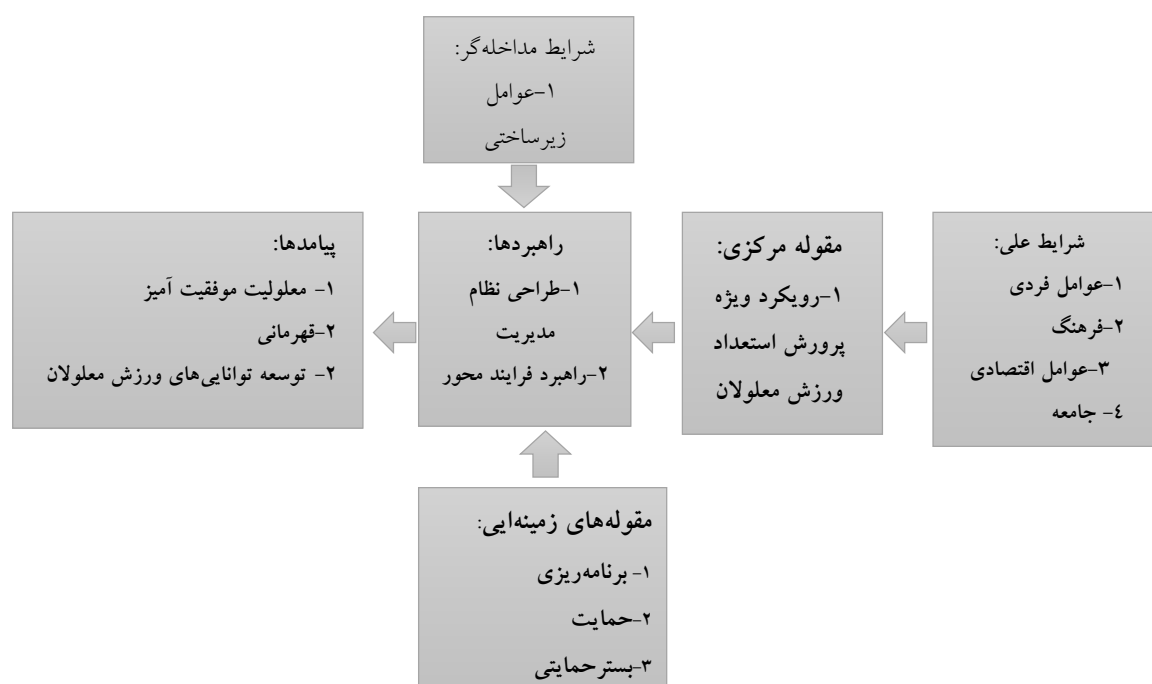 شرایط مداخله‌گر:
۱-عوامل
زیرساختی
شرایط علی:
۱-عوامل فردی
۲-فرهنگ
۳-عوامل اقتصادی
۴- جامعه
مقوله مرکزی:
۱-رویکرد ویژه
پرورش استعداد
ورزش معلولان
راهبردها:
۱-طراحی نظام
مدیریت
۲-راهبرد فرایند محور
پیامدها:
۱- معلولیت موفقیت آمیز
۲-قهرمانی
۲- توسعه توانایی‌های ورزش معلولان
مقوله‌های زمینه‌ایی:
۱- برنامه‌ریزی
۲-حمایت
۳-بسترحمایتی